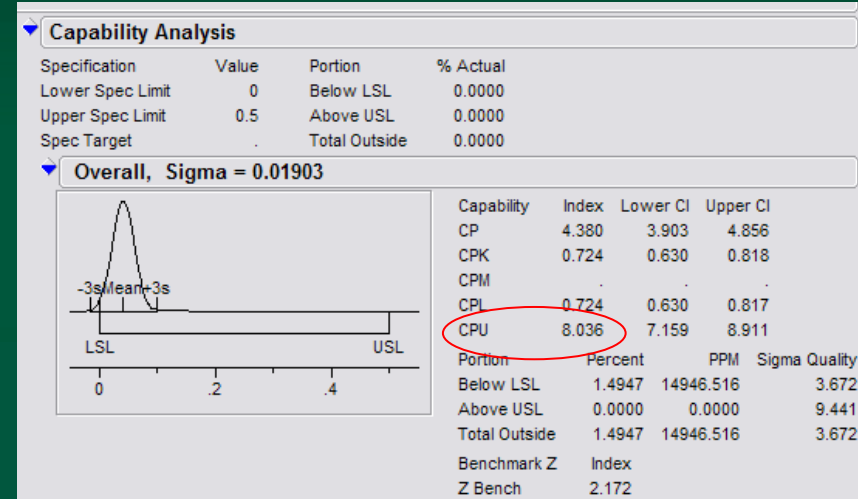 Capability Analysis
Specification Value Portion % Actual
Lower Spec Limit 0 Below LSL 0.0000
Upper Spec Limit 0.5 Above USL 0.0000
Spec Target . Total Outside 0.0000
Overall, Sigma = 0.01903
-3sMean+3s
LSL USL
0 .2 .4
Capability Index Lower CI Upper CI
CP 4.380 3.903 4.856
CPK 0.724 0.630 0.818
CPM . . .
CPL 0.724 0.630 0.817
CPU 8.036 7.159 8.911
Portion Percent PPM Sigma Quality
Below LSL 1.4947 14946.516 3.672
Above USL 0.0000 0.0000 9.441
Total Outside 1.4947 14946.516 3.672
Benchmark Z Index
Z Bench 2.172